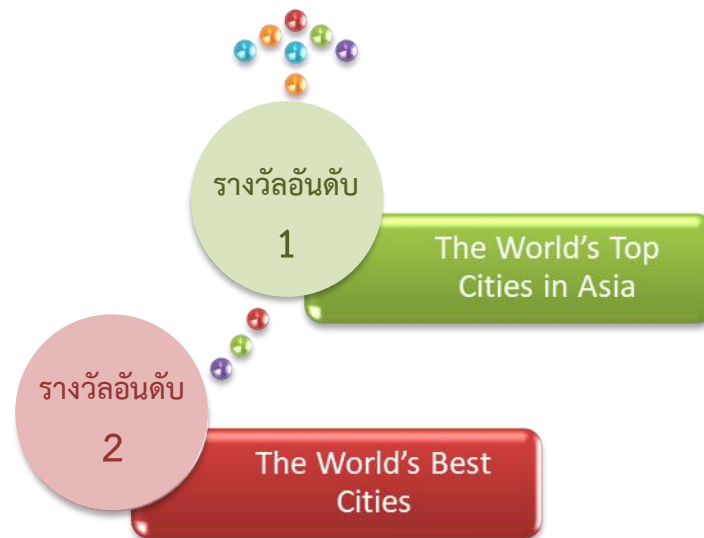 รางวัลอันดับ
1
The World's Top
Cities in Asia
รางวัลอันดับ
2
The World's Best
Cities